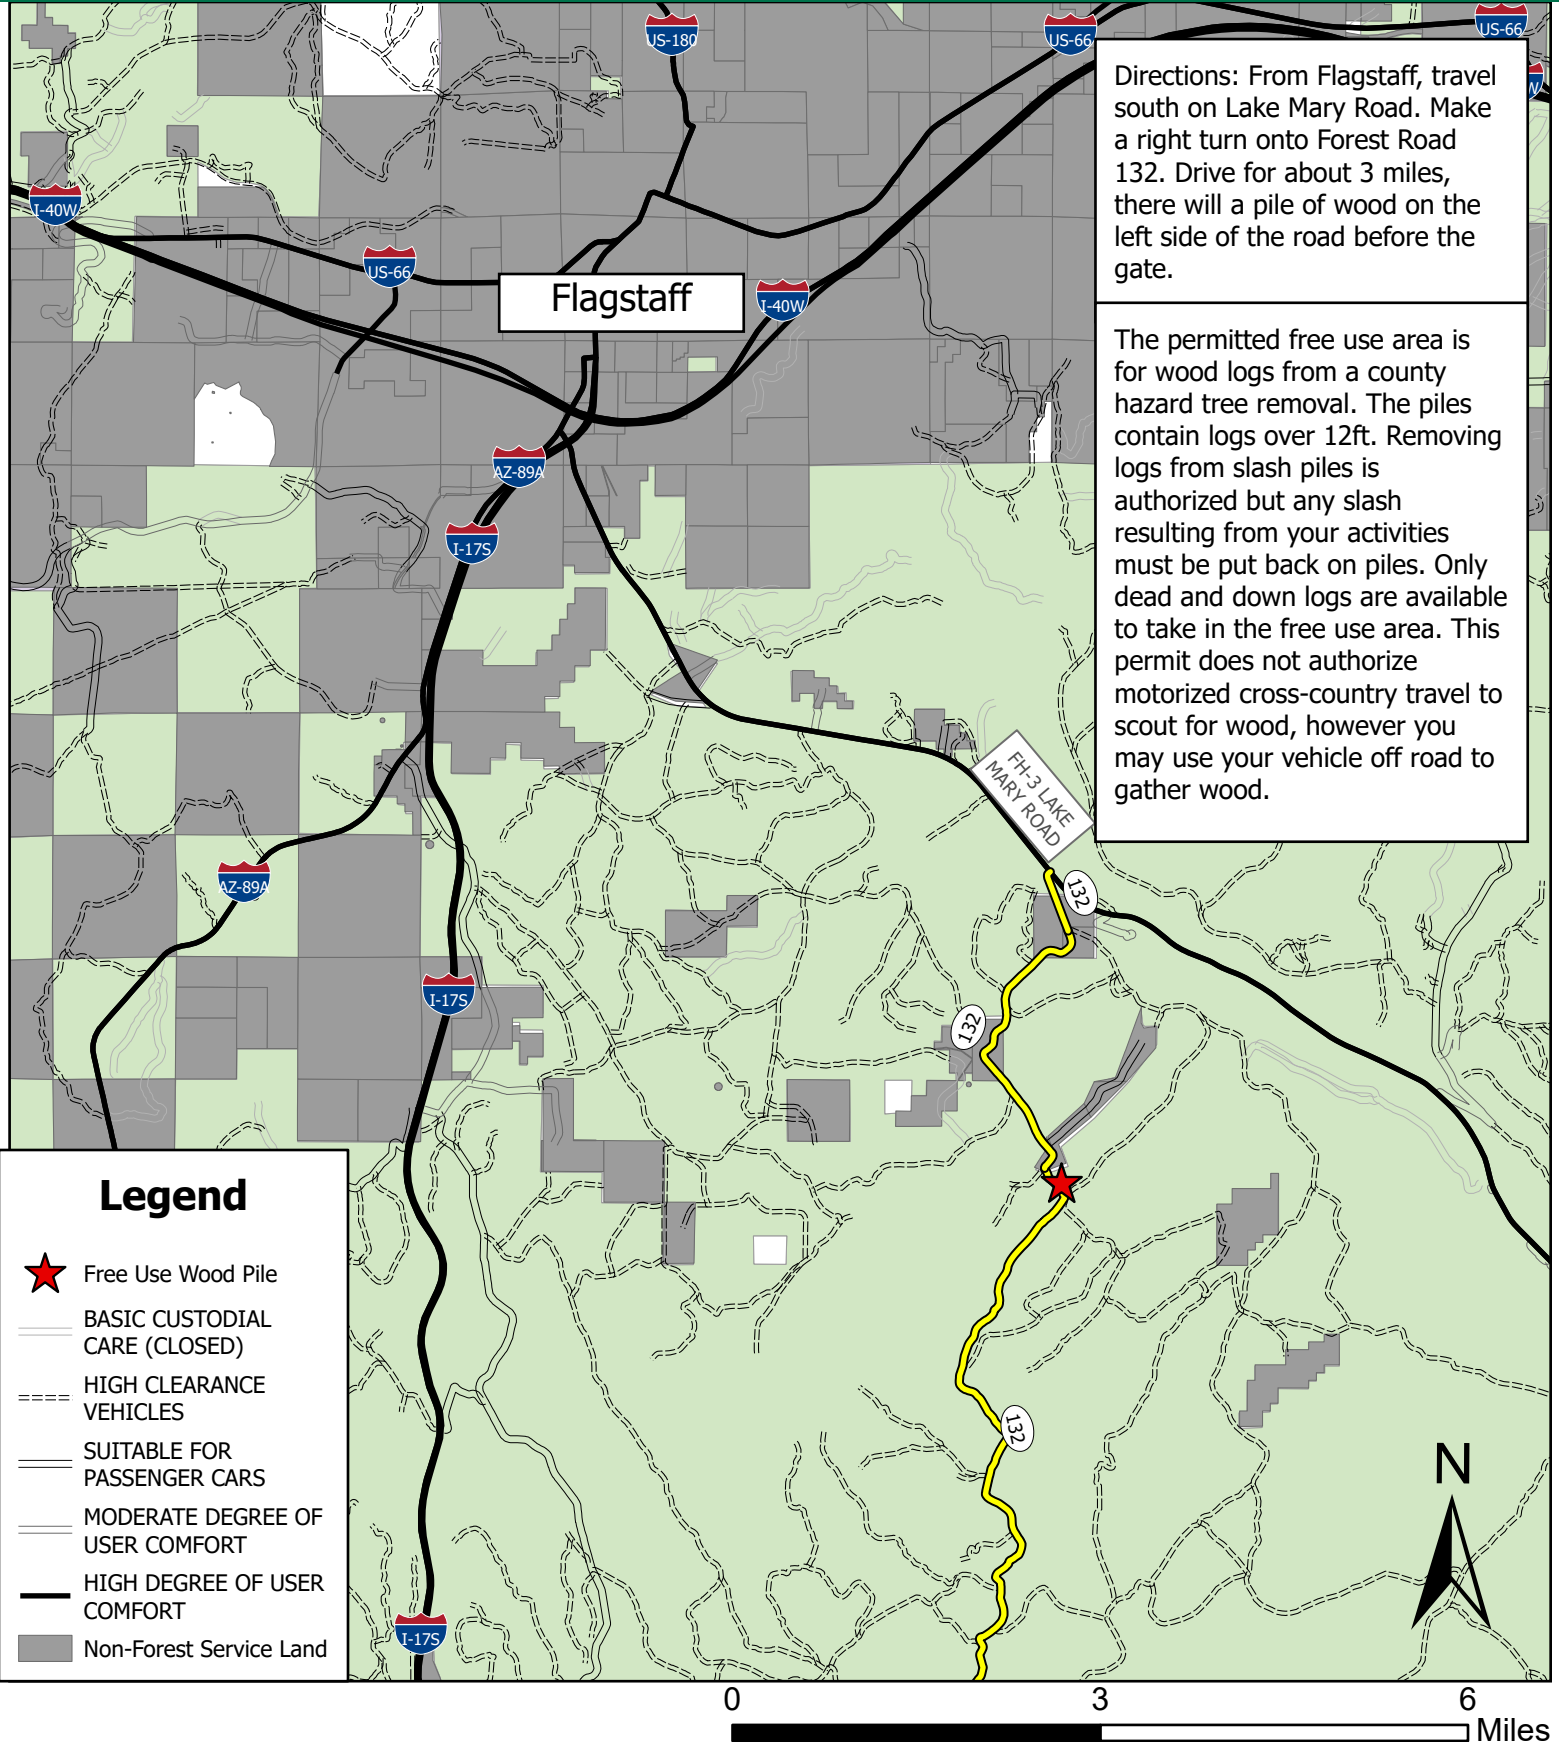 US-180
US-66
US-66
W
I-40W
US-66
Flagstaff
I-40W
AZ-89A
I-17S
Directions: From Flagstaff, travel
south on Lake Mary Road. Make
a right turn onto Forest Road
132. Drive for about 3 miles,
there will a pile of wood on the
left side of the road before the
gate.
The permitted free use area is
for wood logs from a county
hazard tree removal. The piles
contain logs over 12ft. Removing
logs from slash piles is
authorized but any slash
resulting from your activities
must be put back on piles. Only
dead and down logs are available
to take in the free use area. This
permit does not authorize
motorized cross-country travel to
scout for wood, however you
may use your vehicle off road to
gather wood.
FH-3 LAKE
MARY ROAD
AZ-89A
132
I-17S
132
132
I-17S
Legend
Free Use Wood Pile
BASIC CUSTODIAL
CARE (CLOSED)
HIGH CLEARANCE
VEHICLES
SUITABLE FOR
PASSENGER CARS
MODERATE DEGREE OF
USER COMFORT
HIGH DEGREE OF USER
COMFORT
Non-Forest Service Land
N
0 3 6
Miles